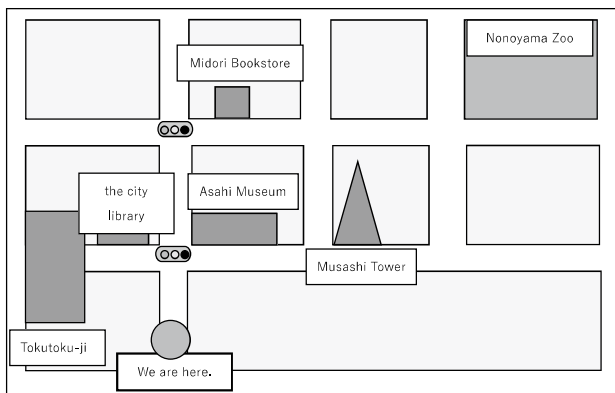 Nonoyama Zoo
Midori Bookstore
the city
library
Asahi Museum
Musashi Tower
Tokutoku-ji
We are here.